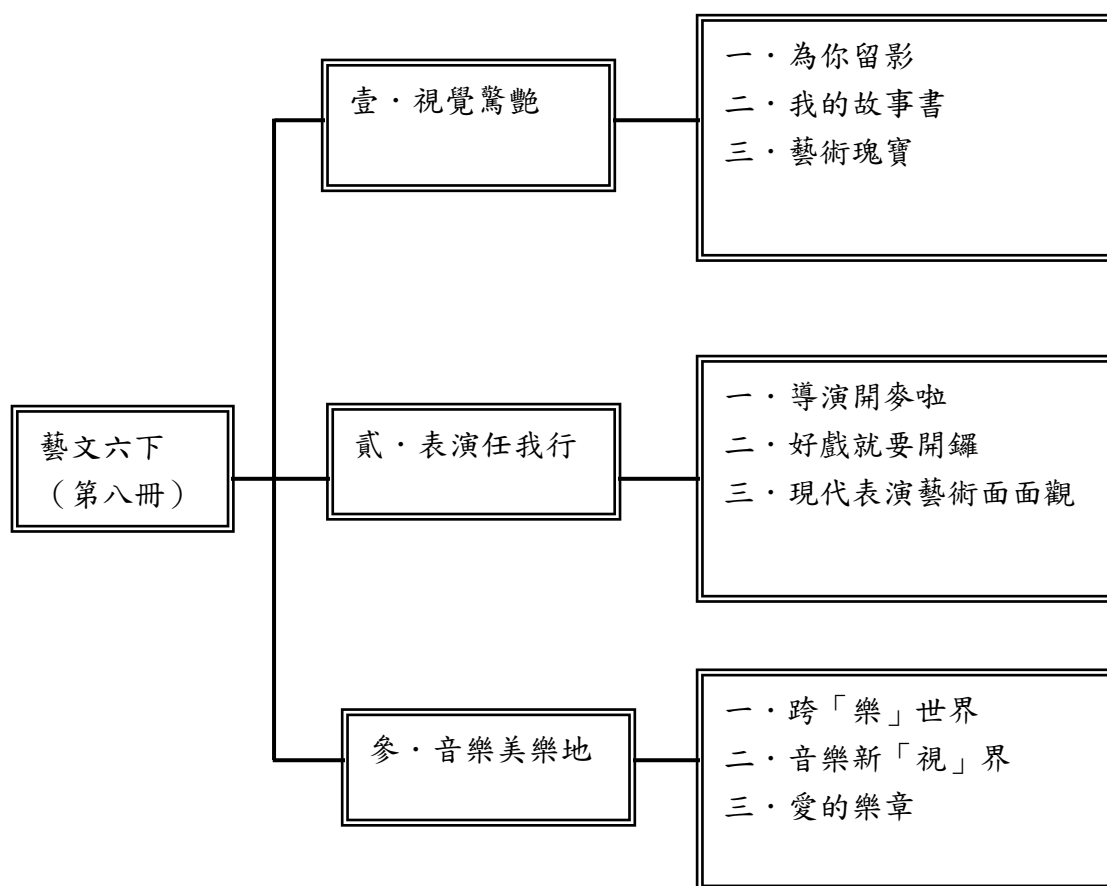 藝文六下
（第八冊）
壹．視覺驚艷
一．為你留影
二．我的故事書
三．藝術瑰寶
貳．表演任我行
一．導演開麥啦
二．好戲就要開鑼
三．現代表演藝術面面觀
參．音樂美樂地
一．跨「樂」世界
二．音樂新「視」界
三．愛的樂章